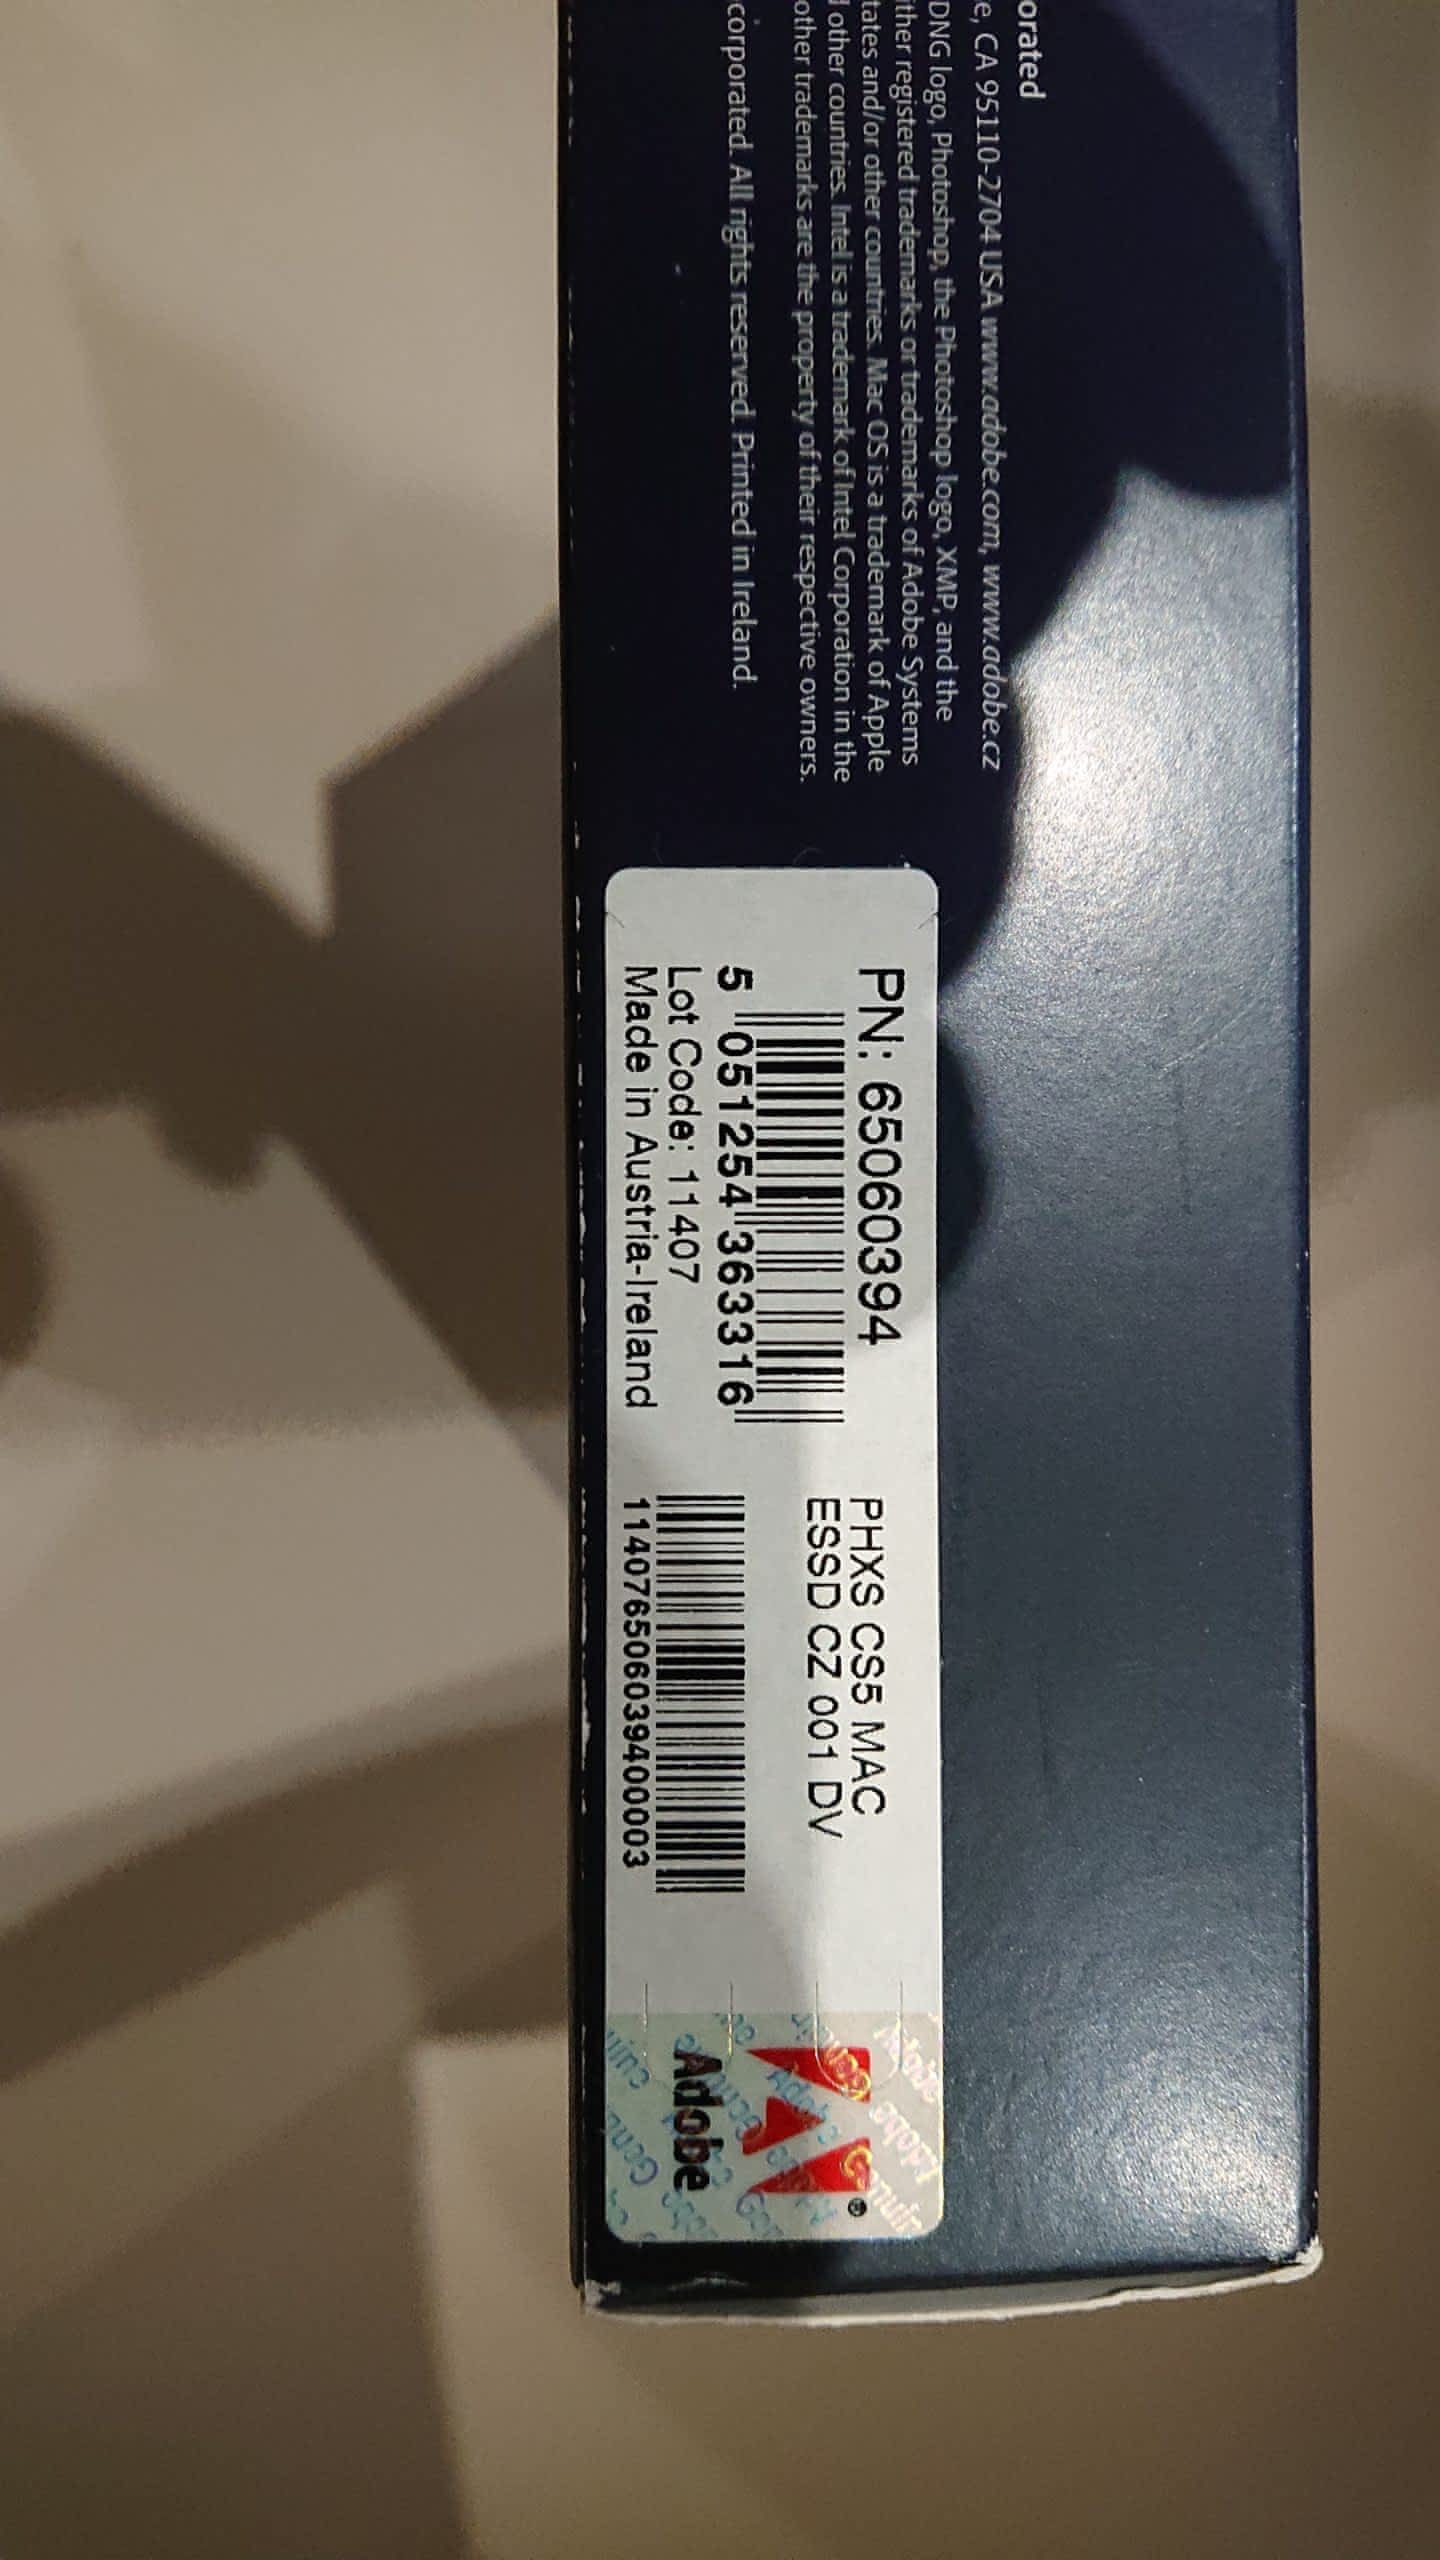 orated
e, CA 95110-2704 USA www.adobe.com, www.adobe.cz
DNG logo, Photoshop, the Photoshop logo, XMP, and the
ither registered trademarks or trademarks of Adobe Systems
tates and/or other countries. Mac OS is a trademark of Apple
d other countries. Intel is a trademark of Intel Corporation in the
other trademarks are the property of their respective owners.
corporated. All rights reserved. Printed in Ireland.
PN: 65060394
5 051254 363316
Lot Code: 11407
Made in Austria-Ireland
PHXS CS5 MAC
ESSD CZ 001 DV
114076506039400003
Adobe